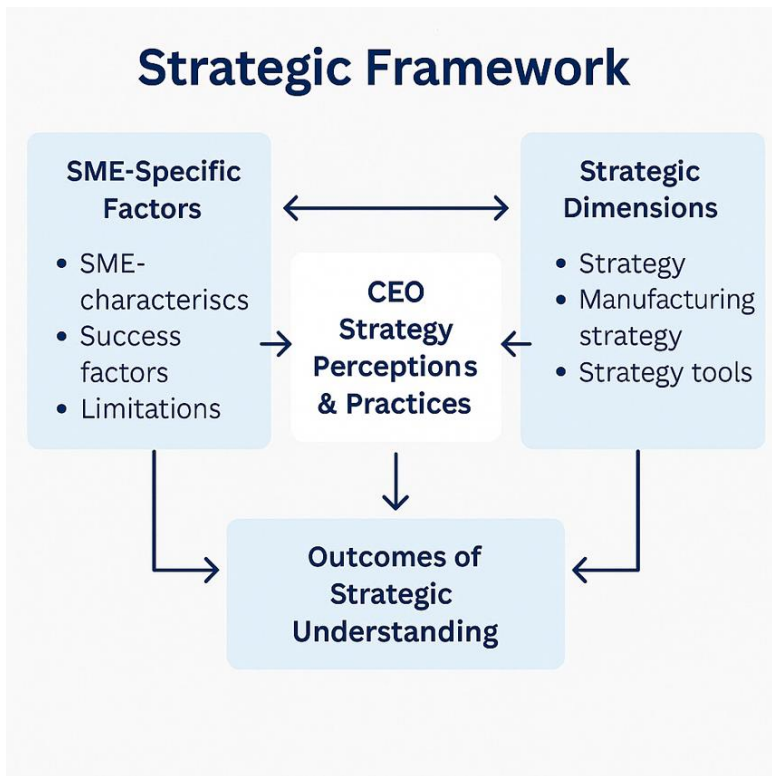 Strategic Framework
SME-Specific
Factors
• SME-
characteriscs
• Success
factors
• Limitations
CEO
Strategy
Perceptions
& Practices
Strategic
Dimensions
• Strategy
• Manufacturing
strategy
• Strategy tools
Outcomes of
Strategic
Understanding